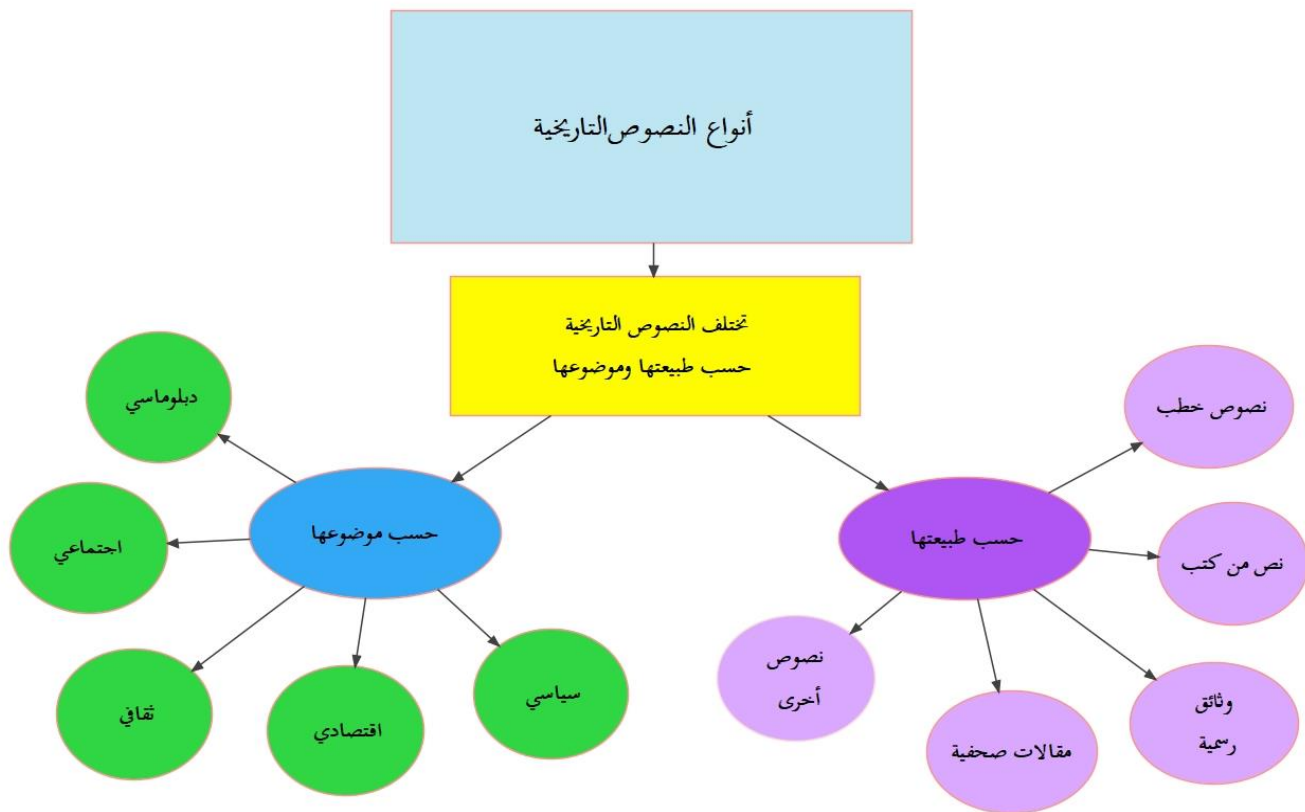 أنواع النصوص التاريخية
تختلف النصوص التاريخية
حسب طبيعتها وموضوعها
حسب طبيعتها
نصوص خطب
نص من كتب
وثائق
رسمية
مقالات صحفية
نصوص
أخرى
حسب موضوعها
دبلوماسي
اجتماعي
ثقافي
اقتصادي
سياسي